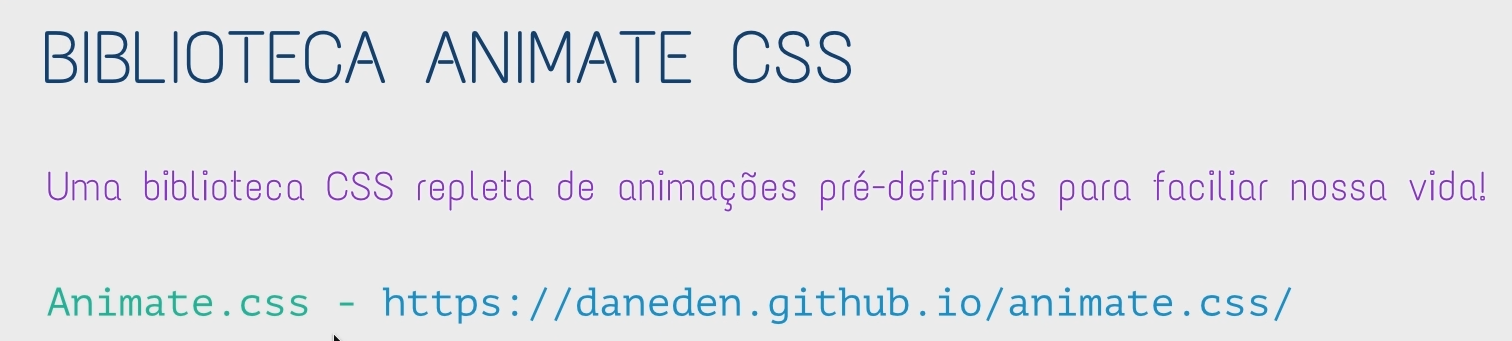 BIBLIOTECA ANIMATE CSS
Uma biblioteca CSS repleta de animações pré-definidas para faciliar nossa vida!
Animate.css - https://daneden.github.io/animate.css/